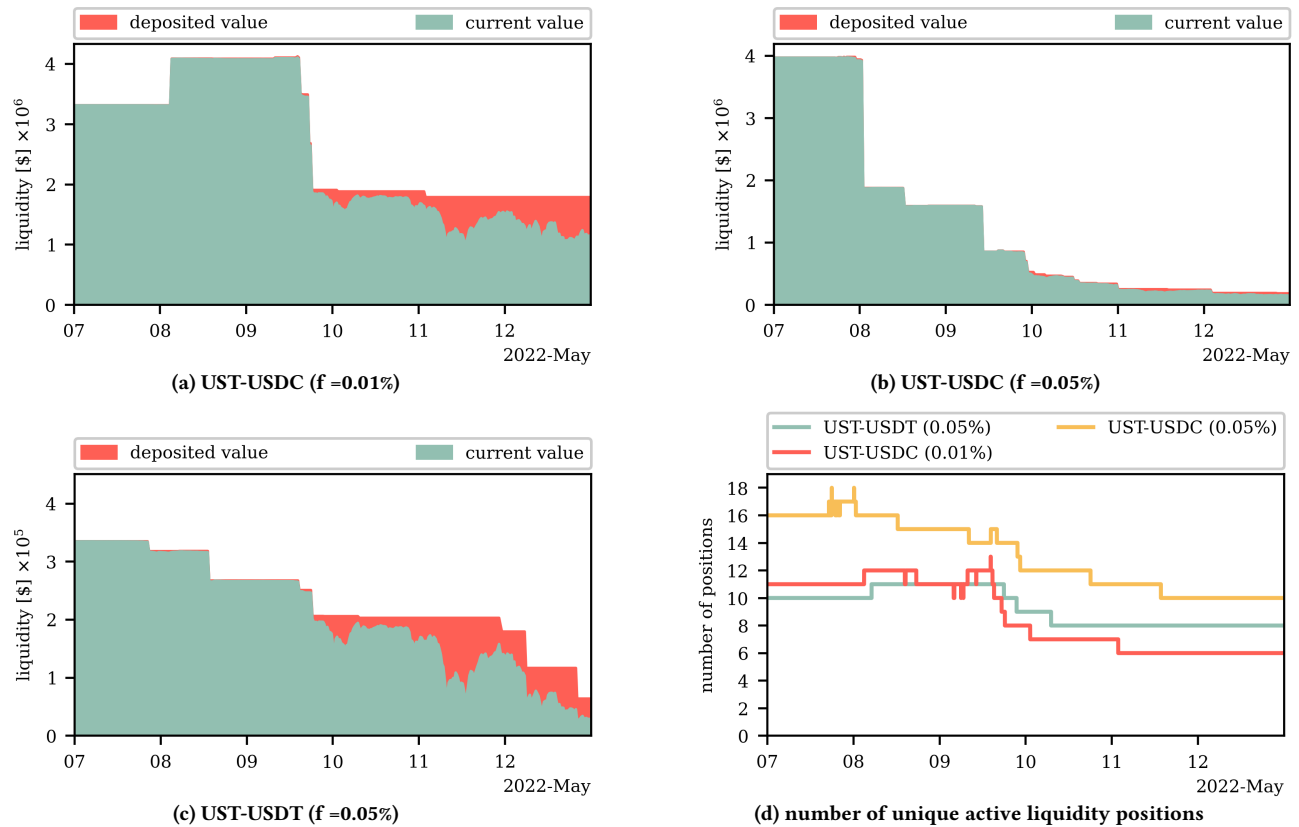 deposited value current value
4
3
2
1
0
liquidity [$] ×10⁶
07 08 09 10 11 12
2022-May
(a) UST-USDC (f =0.01%)
deposited value current value
4
3
2
1
0
liquidity [$] ×10⁶
07 08 09 10 11 12
2022-May
(b) UST-USDC (f =0.05%)
deposited value current value
4
3
2
1
0
liquidity [$] ×10⁵
07 08 09 10 11 12
2022-May
(c) UST-USDT (f =0.05%)
UST-USDT (0.05%) UST-USDC (0.05%)
UST-USDC (0.01%)
18
16
14
12
10
8
6
4
2
0
number of positions
07 08 09 10 11 12
2022-May
(d) number of unique active liquidity positions